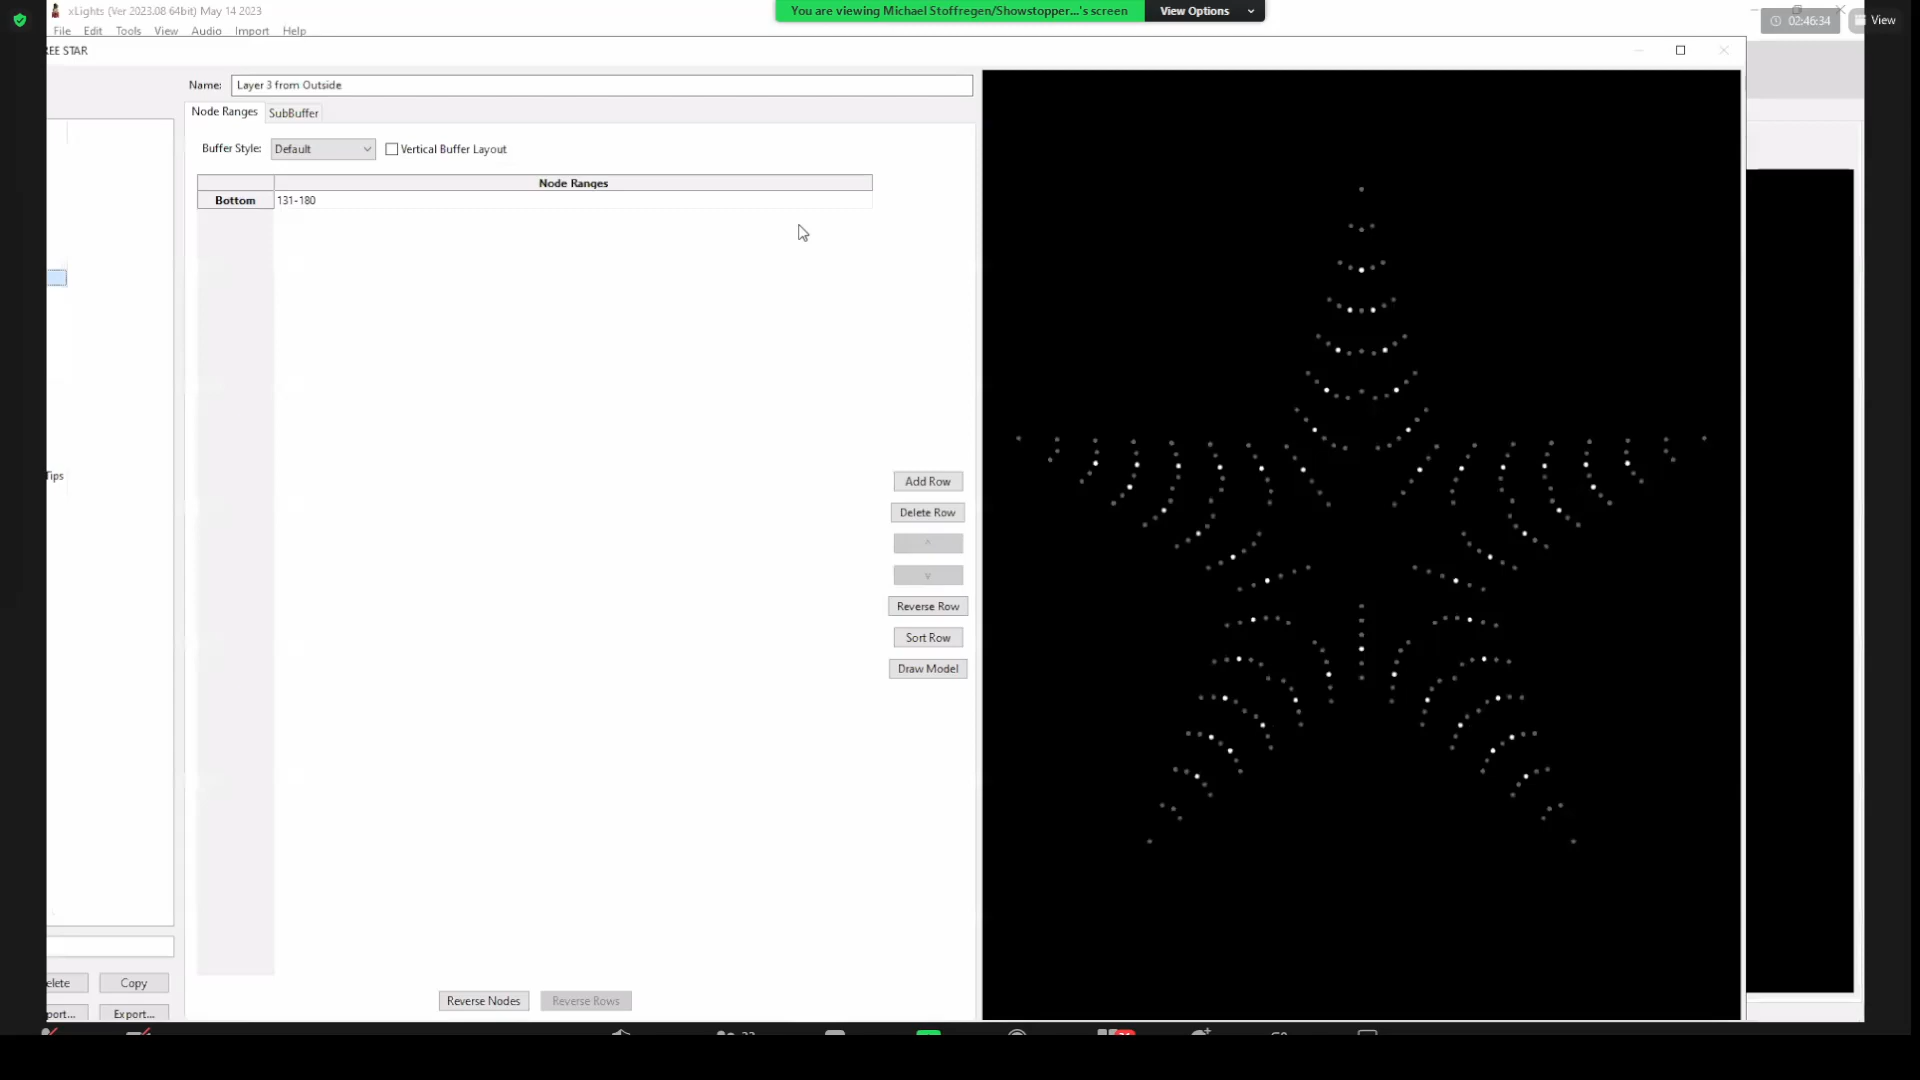 xLights (Ver 2023.08 64bit) May 14 2023
You are viewing Michael Stoffregen/Showstopper...'s screen
View Options
02:46:34
View
File Edit Tools View Audio Import Help
EE STAR
Name: Layer 3 from Outside
Node Ranges SubBuffer
Buffer Style: Default Vertical Buffer Layout
Node Ranges
Bottom 131-180
Tips
Add Row
Delete Row
^
v
Reverse Row
Sort Row
Draw Model
elete Copy
Reverse Nodes Reverse Rows
port... Export...